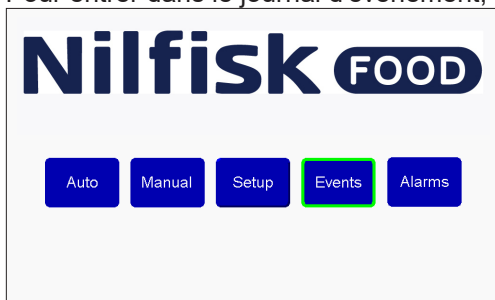 Pour entrer dans le journal d'événement,
Nilfisk FOOD
Auto Manual Setup Events Alarms